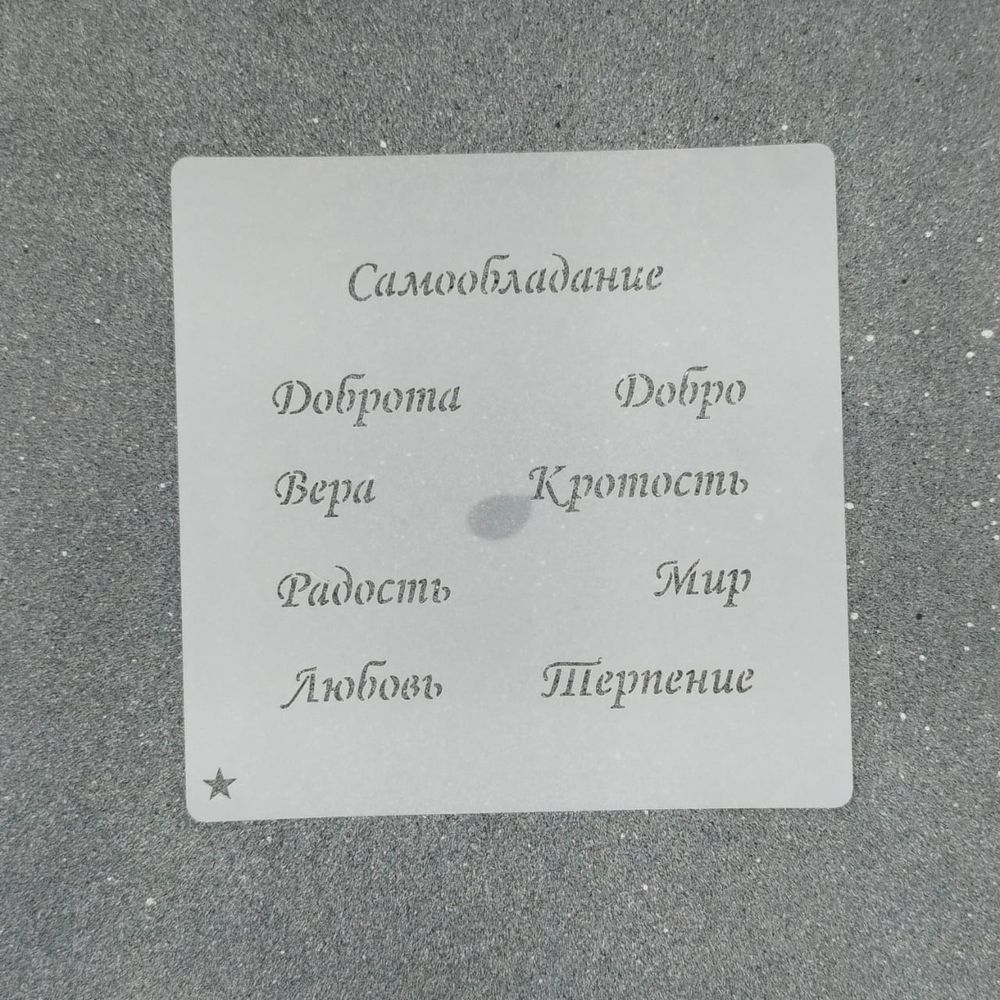 Самообладание
Доброта Добро
Вера Кротость
Радость Мир
Любовь Терпение